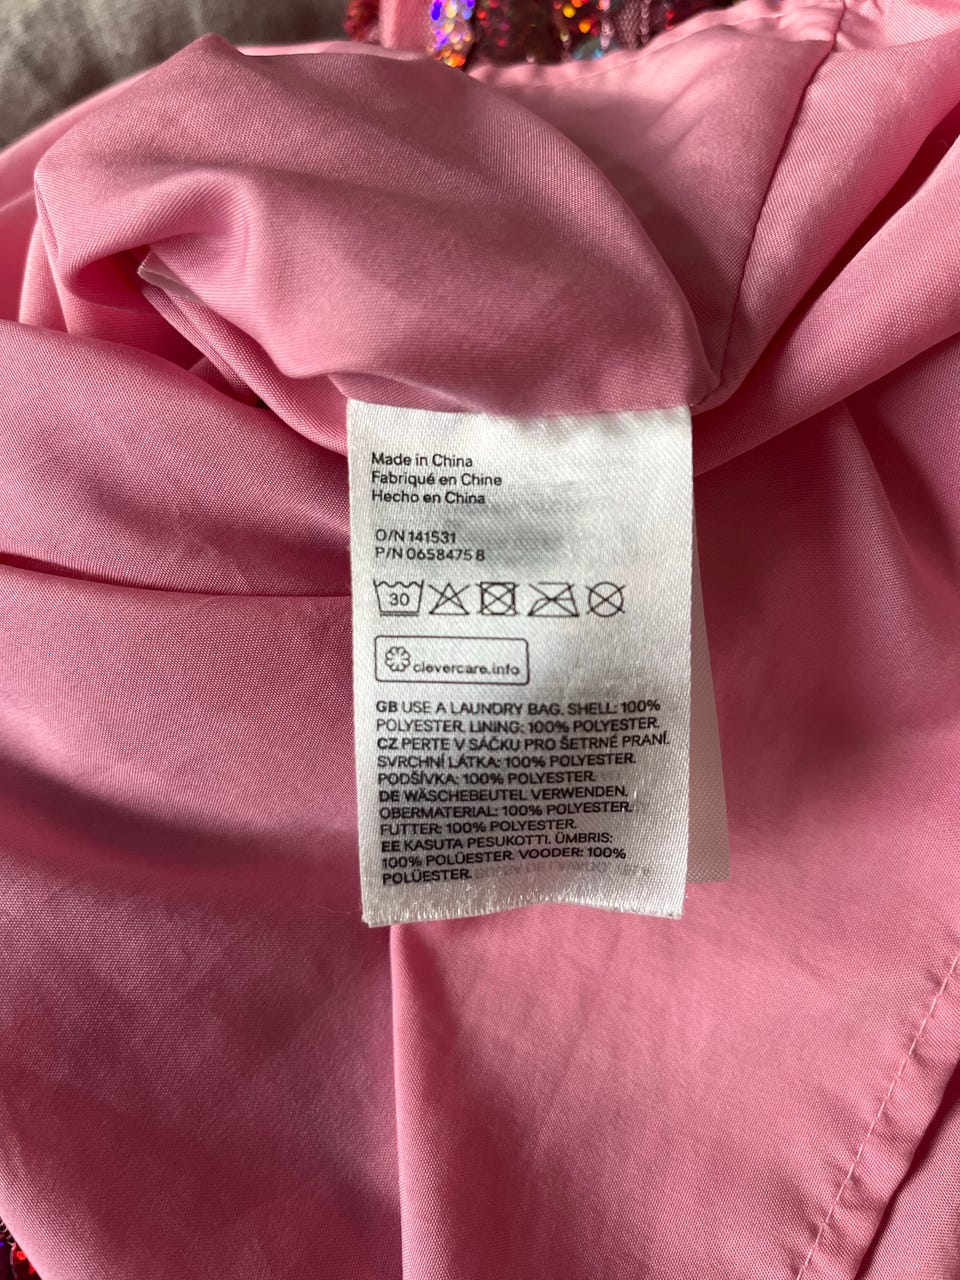 Made in China
Fabriqué en Chine
Hecho en China
O/N 141531
P/N 0658475 8
30
clevercare.info
GB USE A LAUNDRY BAG. SHELL: 100%
POLYESTER. LINING: 100% POLYESTER.
CZ PERTE V SÁČKU PRO ŠETRNÉ PRANÍ.
SVRCHNÍ LÁTKA: 100% POLYESTER.
PODŠÍVKA: 100% POLYESTER.
DE WÄSCHEBEUTEL VERWENDEN.
OBERMATERIAL: 100% POLYESTER.
FUTTER: 100% POLYESTER.
EE KASUTA PESUKOTTI. ÜMBRIS:
100% POLÜESTER. VOODER: 100%
POLÜESTER.